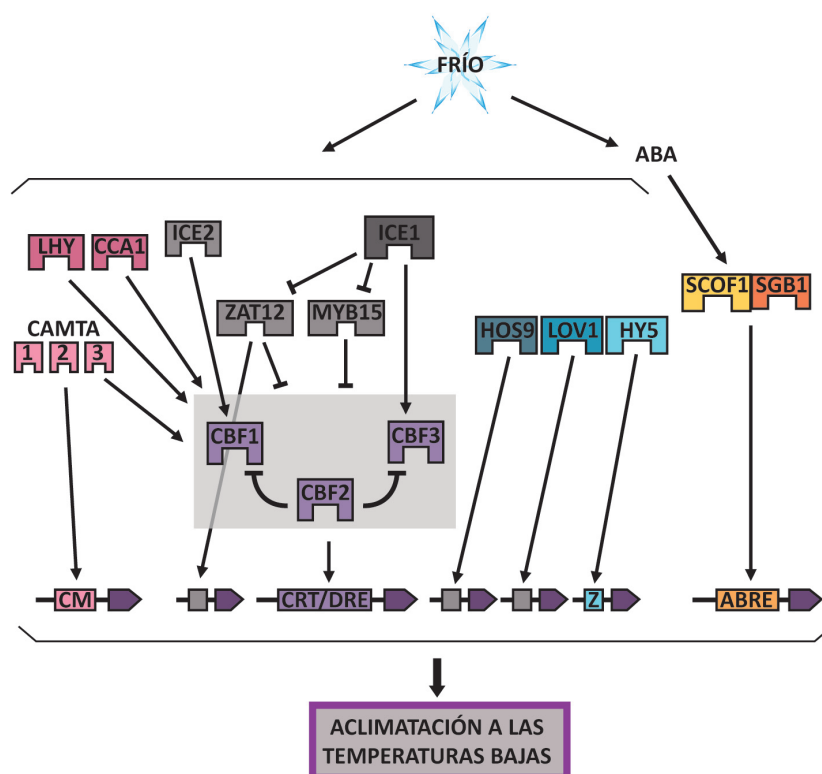 FRÍO
ABA
LHY
CCA1
ICE2
ICE1
ZAT12
MYB15
SCOF1
SGB1
CAMTA
1
2
3
HOS9
LOV1
HY5
CBF1
CBF3
CBF2
CM
CRT/DRE
Z
ABRE
ACLIMATACIÓN A LAS
TEMPERATURAS BAJAS